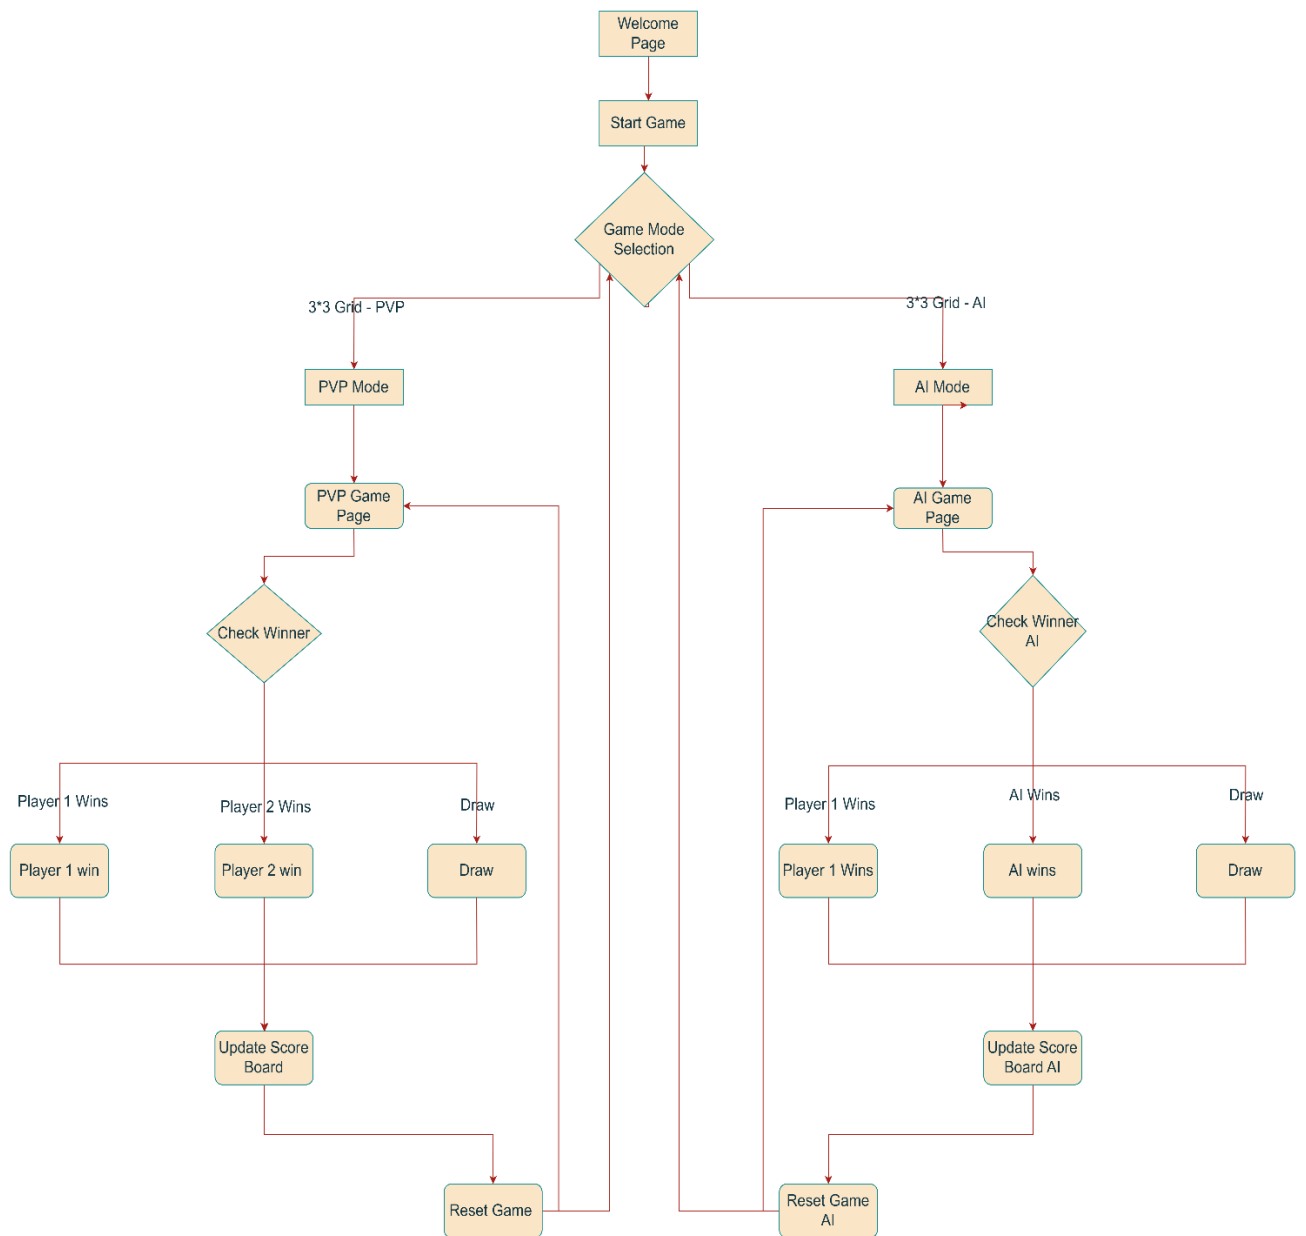 Welcome
Page
Start Game
Game Mode
Selection
3*3 Grid - PVP
3*3 Grid - AI
PVP Mode
AI Mode
PVP Game
Page
AI Game
Page
Check Winner
Check Winner
AI
Player 1 Wins
Player 2 Wins
Draw
Player 1 Wins
AI Wins
Draw
Player 1 win
Player 2 win
Draw
Player 1 Wins
AI wins
Draw
Update Score
Board
Update Score
Board AI
Reset Game
Reset Game
AI